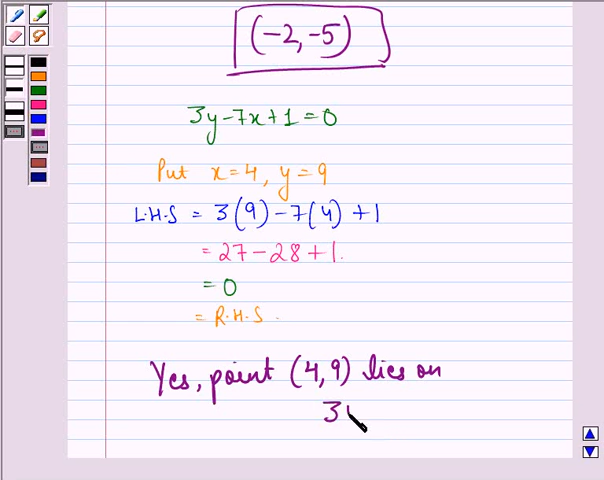 (-2, -5)
3y-7x+1=0
Put x=4, y=9
L.H.S = 3(9)-7(4)+1
=27-28+1.
=0
=R.H.S.
Yes, point (4,9) lies on
3